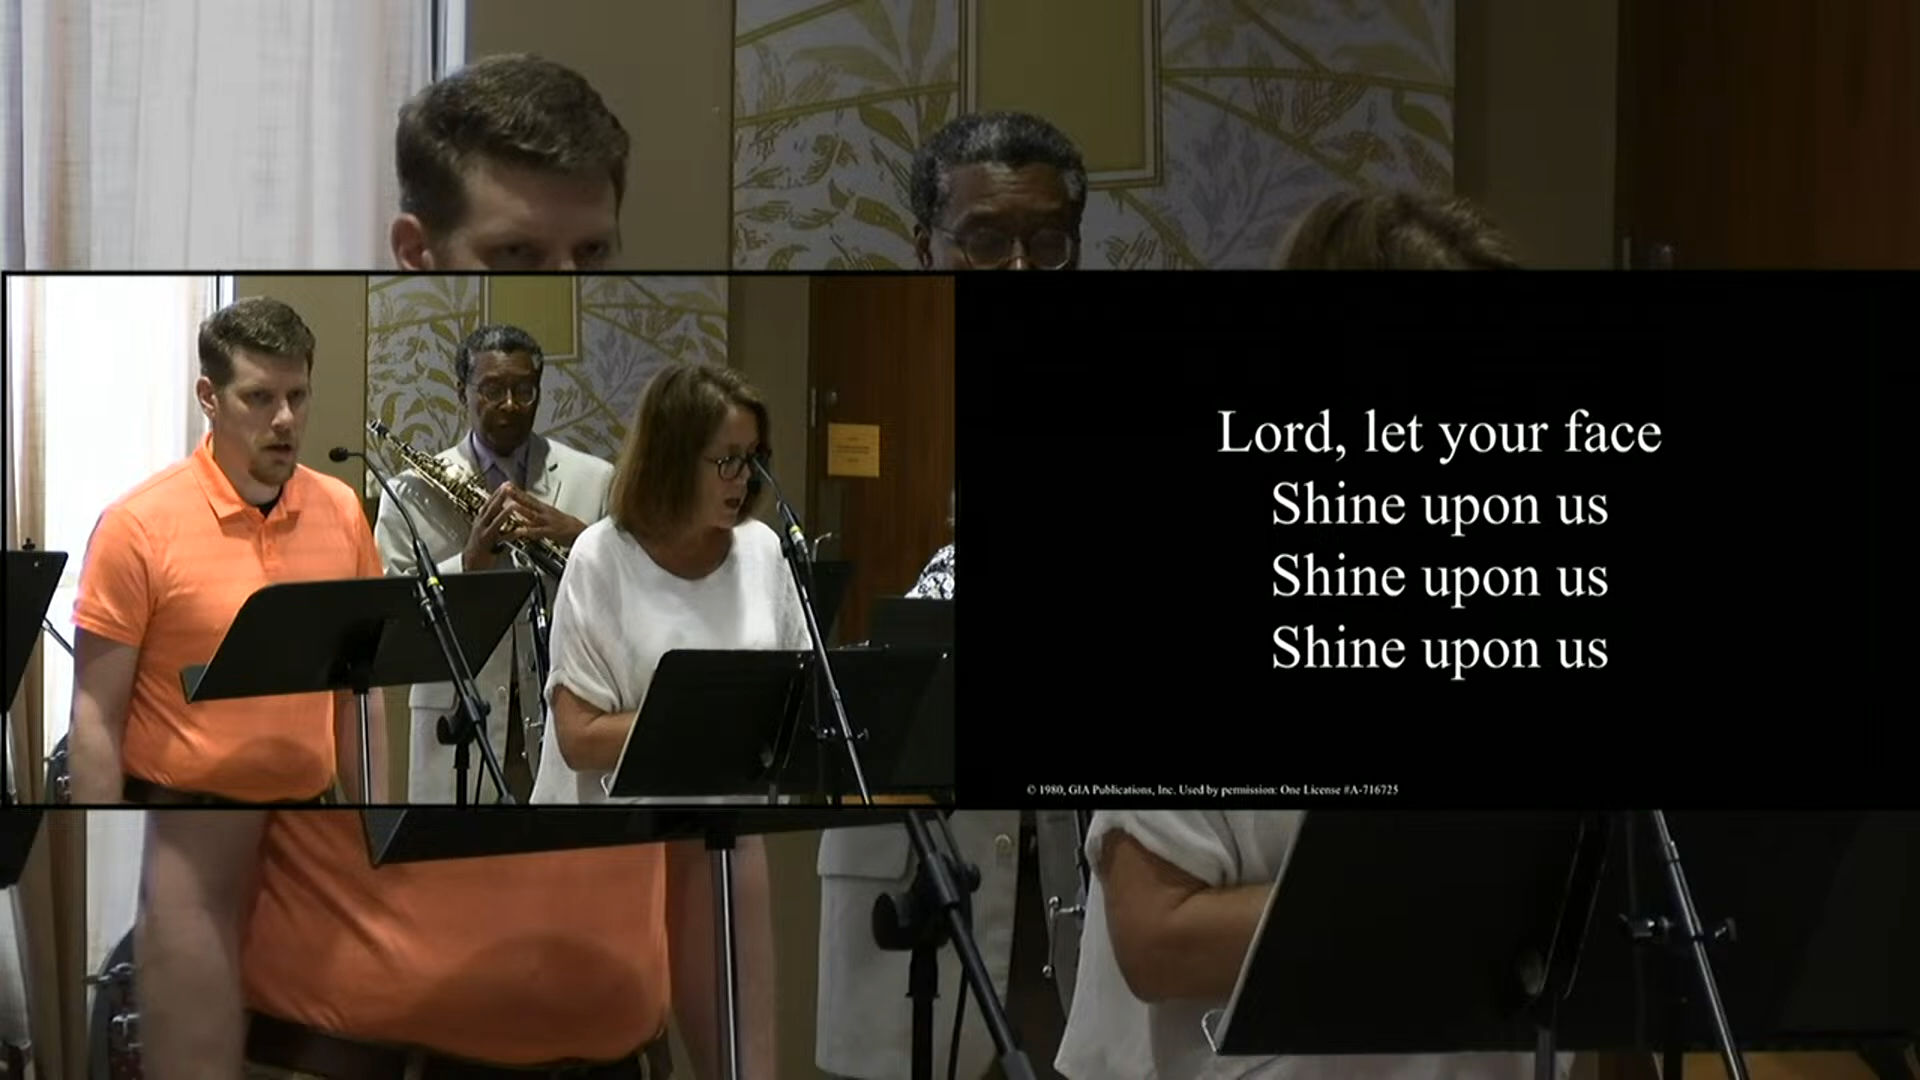 Lord, let your face
Shine upon us
Shine upon us
Shine upon us
© 1980, GIA Publications, Inc. Used by permission: One License #A-716725